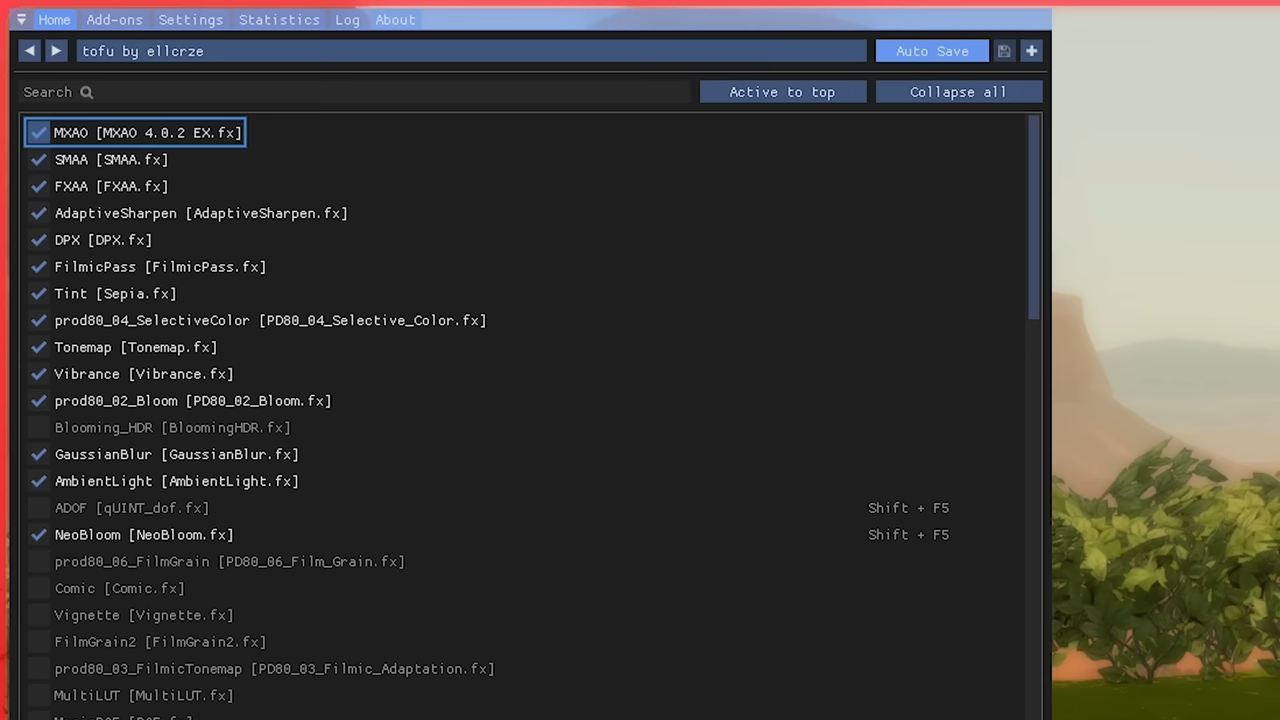 Home Add-ons Settings Statistics Log About
tofu by ellcrze Auto Save
Search Active to top Collapse all
MXAO [MXAO 4.0.2 EX.fx]
SMAA [SMAA.fx]
FXAA [FXAA.fx]
AdaptiveSharpen [AdaptiveSharpen.fx]
DPX [DPX.fx]
FilmicPass [FilmicPass.fx]
Tint [Sepia.fx]
prod80_04_SelectiveColor [PD80_04_Selective_Color.fx]
Tonemap [Tonemap.fx]
Vibrance [Vibrance.fx]
prod80_02_Bloom [PD80_02_Bloom.fx]
Blooming_HDR [BloomingHDR.fx]
GaussianBlur [GaussianBlur.fx]
AmbientLight [AmbientLight.fx]
ADOF [qUINT_dof.fx] Shift + F5
NeoBloom [NeoBloom.fx] Shift + F5
prod80_06_FilmGrain [PD80_06_Film_Grain.fx]
Comic [Comic.fx]
Vignette [Vignette.fx]
FilmGrain2 [FilmGrain2.fx]
prod80_03_FilmicTonemap [PD80_03_Filmic_Adaptation.fx]
MultiLUT [MultiLUT.fx]